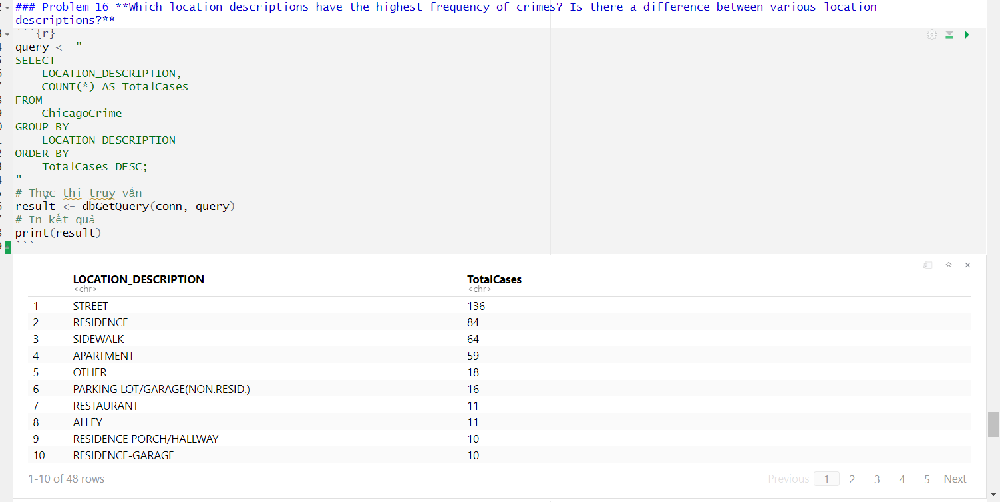 ### Problem 16 **Which location descriptions have the highest frequency of crimes? Is there a difference between various location
descriptions?**
```{r}
query <- "
SELECT
    LOCATION_DESCRIPTION,
    COUNT(*) AS TotalCases
FROM
    ChicagoCrime
GROUP BY
    LOCATION_DESCRIPTION
ORDER BY
    TotalCases DESC;
"
# Thực thi truy vấn
result <- dbGetQuery(conn, query)
# In kết quả
print(result)
```
LOCATION_DESCRIPTION TotalCases
<chr> <chr>
1 STREET 136
2 RESIDENCE 84
3 SIDEWALK 64
4 APARTMENT 59
5 OTHER 18
6 PARKING LOT/GARAGE(NON.RESID.) 16
7 RESTAURANT 11
8 ALLEY 11
9 RESIDENCE PORCH/HALLWAY 10
10 RESIDENCE-GARAGE 10
1-10 of 48 rows Previous 1 2 3 4 5 Next